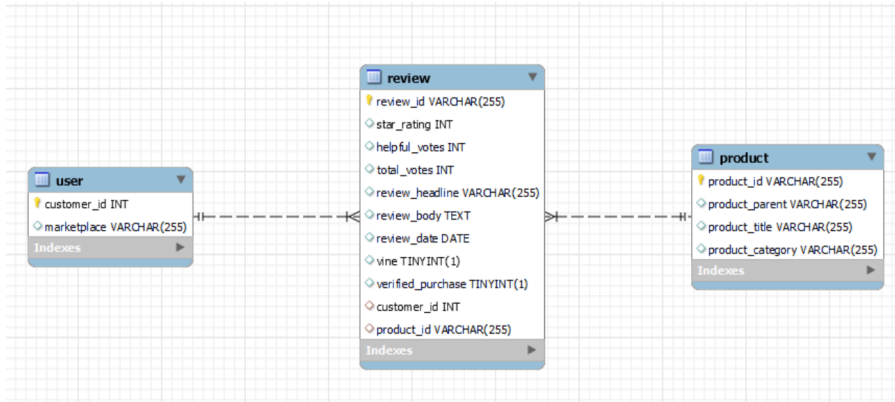 user
customer_id INT
marketplace VARCHAR(255)
Indexes
review
review_id VARCHAR(255)
star_rating INT
helpful_votes INT
total_votes INT
review_headline VARCHAR(255)
review_body TEXT
review_date DATE
vine TINYINT(1)
verified_purchase TINYINT(1)
customer_id INT
product_id VARCHAR(255)
Indexes
product
product_id VARCHAR(255)
product_parent VARCHAR(255)
product_title VARCHAR(255)
product_category VARCHAR(255)
Indexes